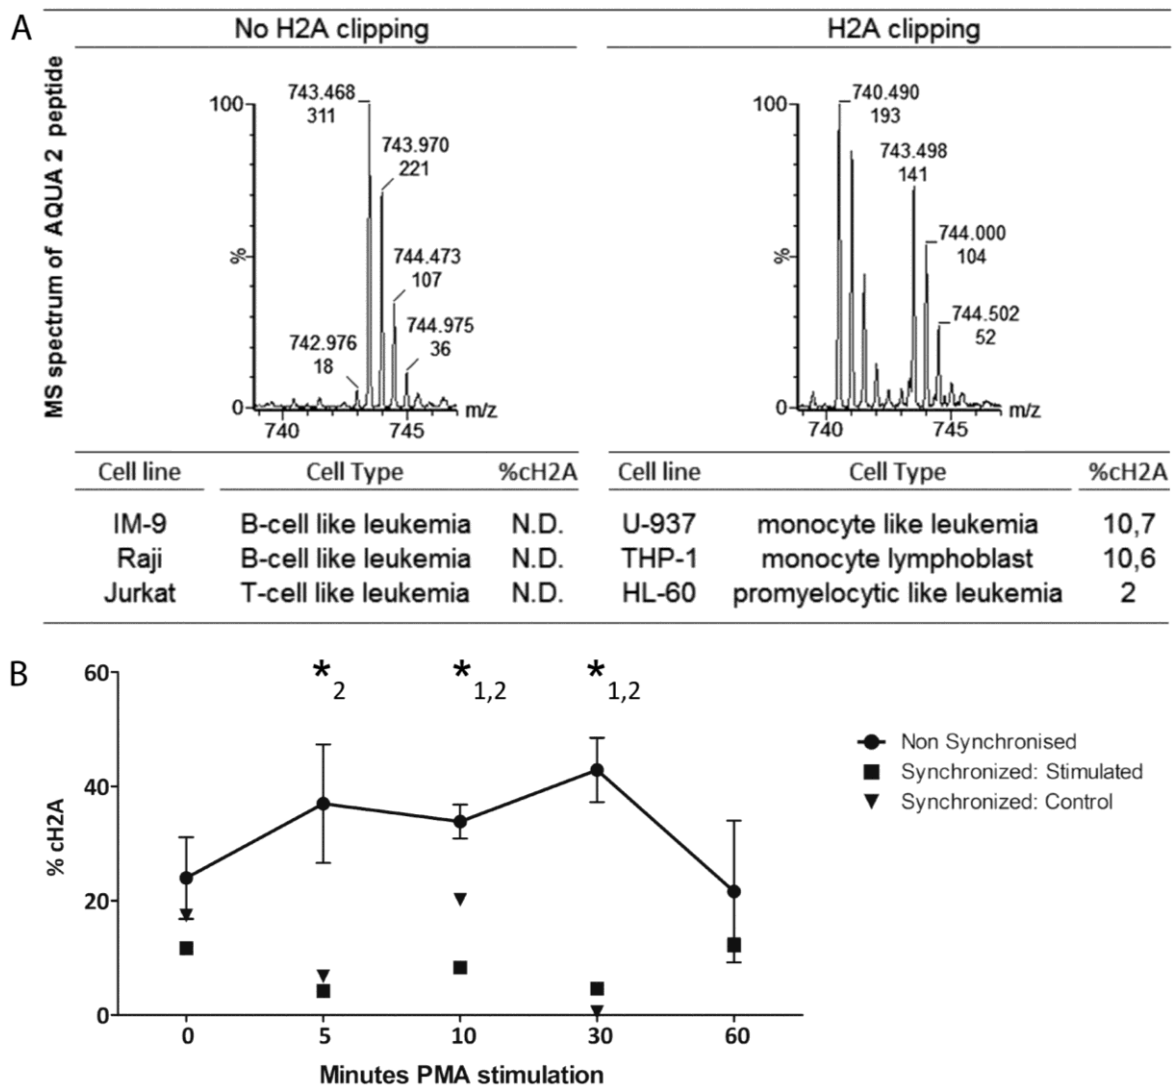 A
No H2A clipping
H2A clipping
MS spectrum of AQUA 2 peptide
100
%
0
743.468
311
743.970
221
744.473
107
744.975
36
742.976
18
740
745
m/z
100
%
0
740.490
193
743.498
141
744.000
104
744.502
52
740
745
m/z
Cell line Cell Type %cH2A
IM-9 B-cell like leukemia N.D.
Raji B-cell like leukemia N.D.
Jurkat T-cell like leukemia N.D.
Cell line Cell Type %cH2A
U-937 monocyte like leukemia 10,7
THP-1 monocyte lymphoblast 10,6
HL-60 promyelocytic like leukemia 2
B
% cH2A
60
40
20
0
*2 *1,2 *1,2
0 5 10 30 60
Minutes PMA stimulation
Non Synchronised
Synchronized: Stimulated
Synchronized: Control